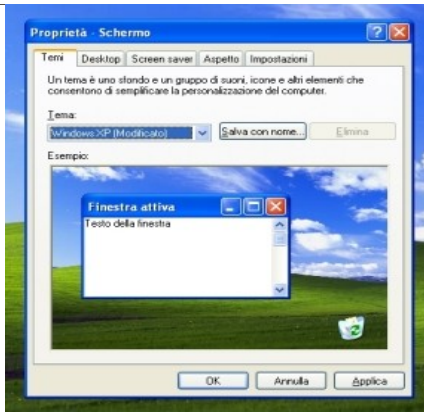 Proprietà - Schermo
Temi Desktop Screen saver Aspetto Impostazioni
Un tema è uno sfondo e un gruppo di suoni, icone e altri elementi che
consentono di semplificare la personalizzazione del computer.
Tema:
Windows XP (Modificato) Salva con nome... Elimina
Esempio:
Finestra attiva
Testo della finestra
OK Annulla Applica